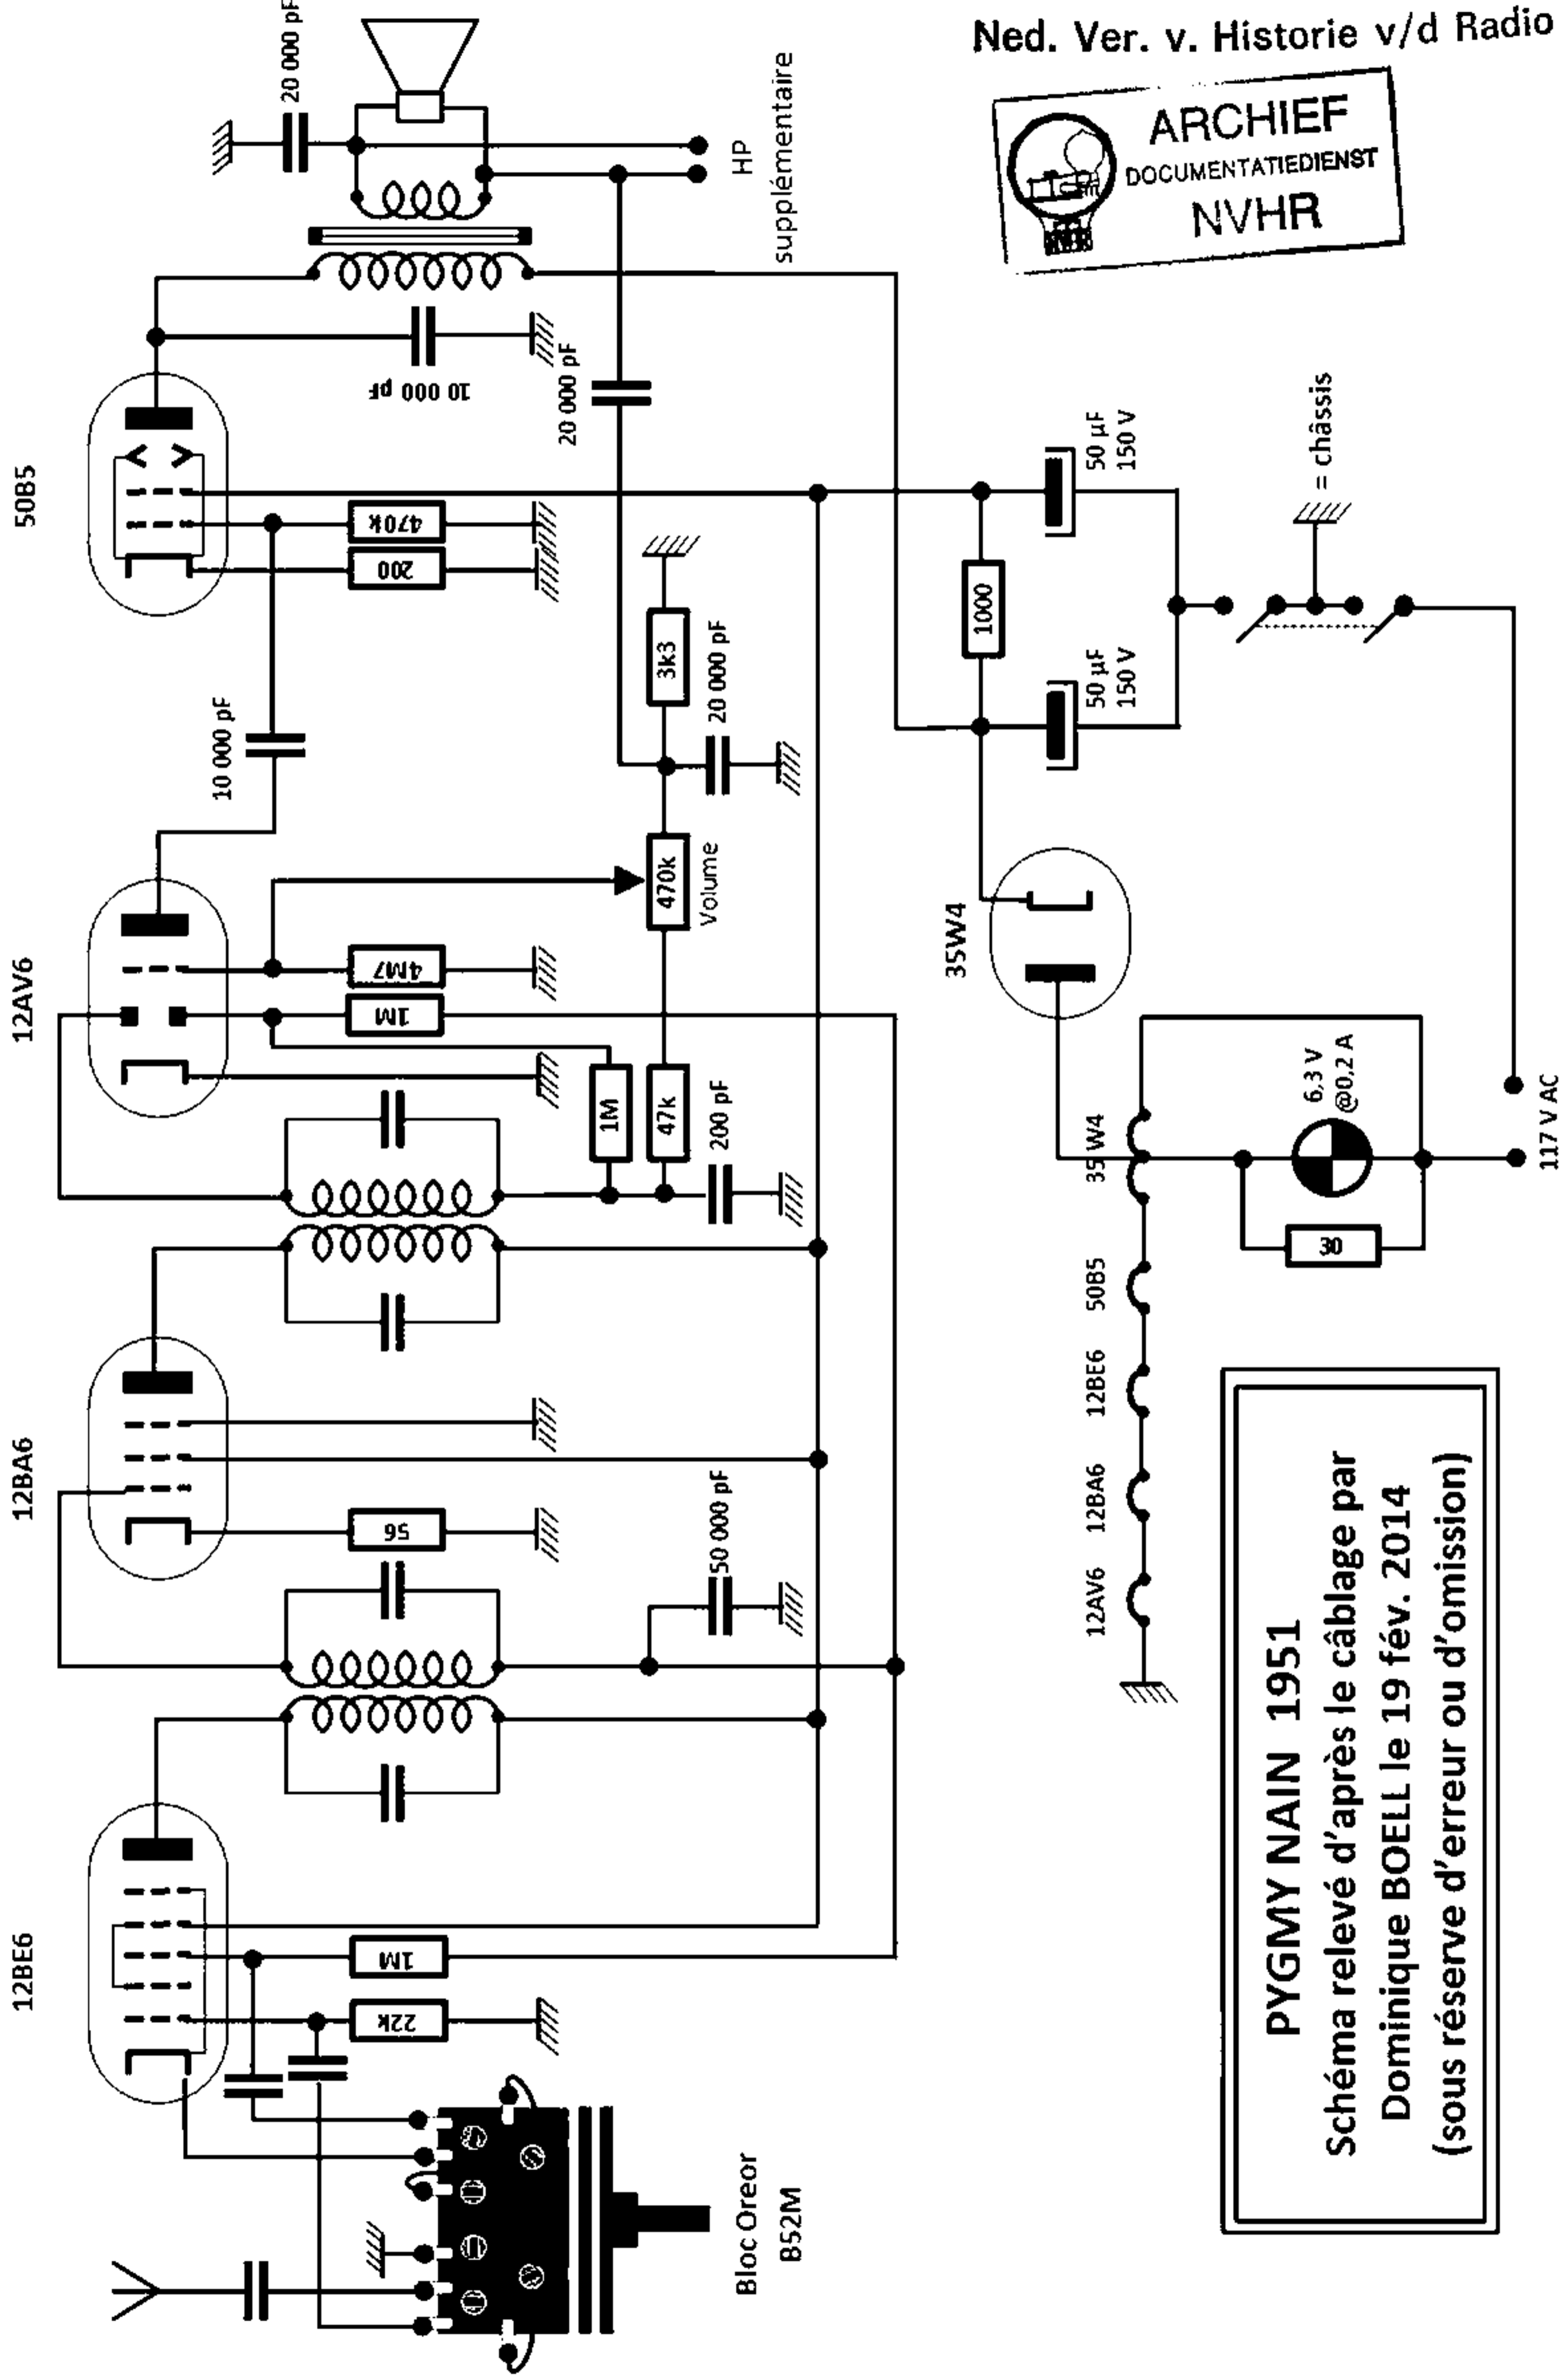 Ned. Ver. v. Historie v/d Radio
ARCHIEF
DOCUMENTATIEDIENST
NVHR
12BE6
12BA6
12AV6
50B5
20 000 pF
10 000 pF
10 000 pF
20 000 pF
HP
supplémentaire
22k
1M
56
1M
4M7
200
470k
50 000 pF
1M
47k
200 pF
470k
Volume
3k3
20 000 pF
Bloc Oreor
B52M
35W4
1000
50 µF
150 V
50 µF
150 V
= châssis
12AV6
12BA6
12BE6
50B5
35W4
30
6,3 V
@0,2 A
117 V AC
PYGMY NAIN 1951
Schéma relevé d'après le câblage par
Dominique BOELL le 19 fév. 2014
(sous réserve d'erreur ou d'omission)